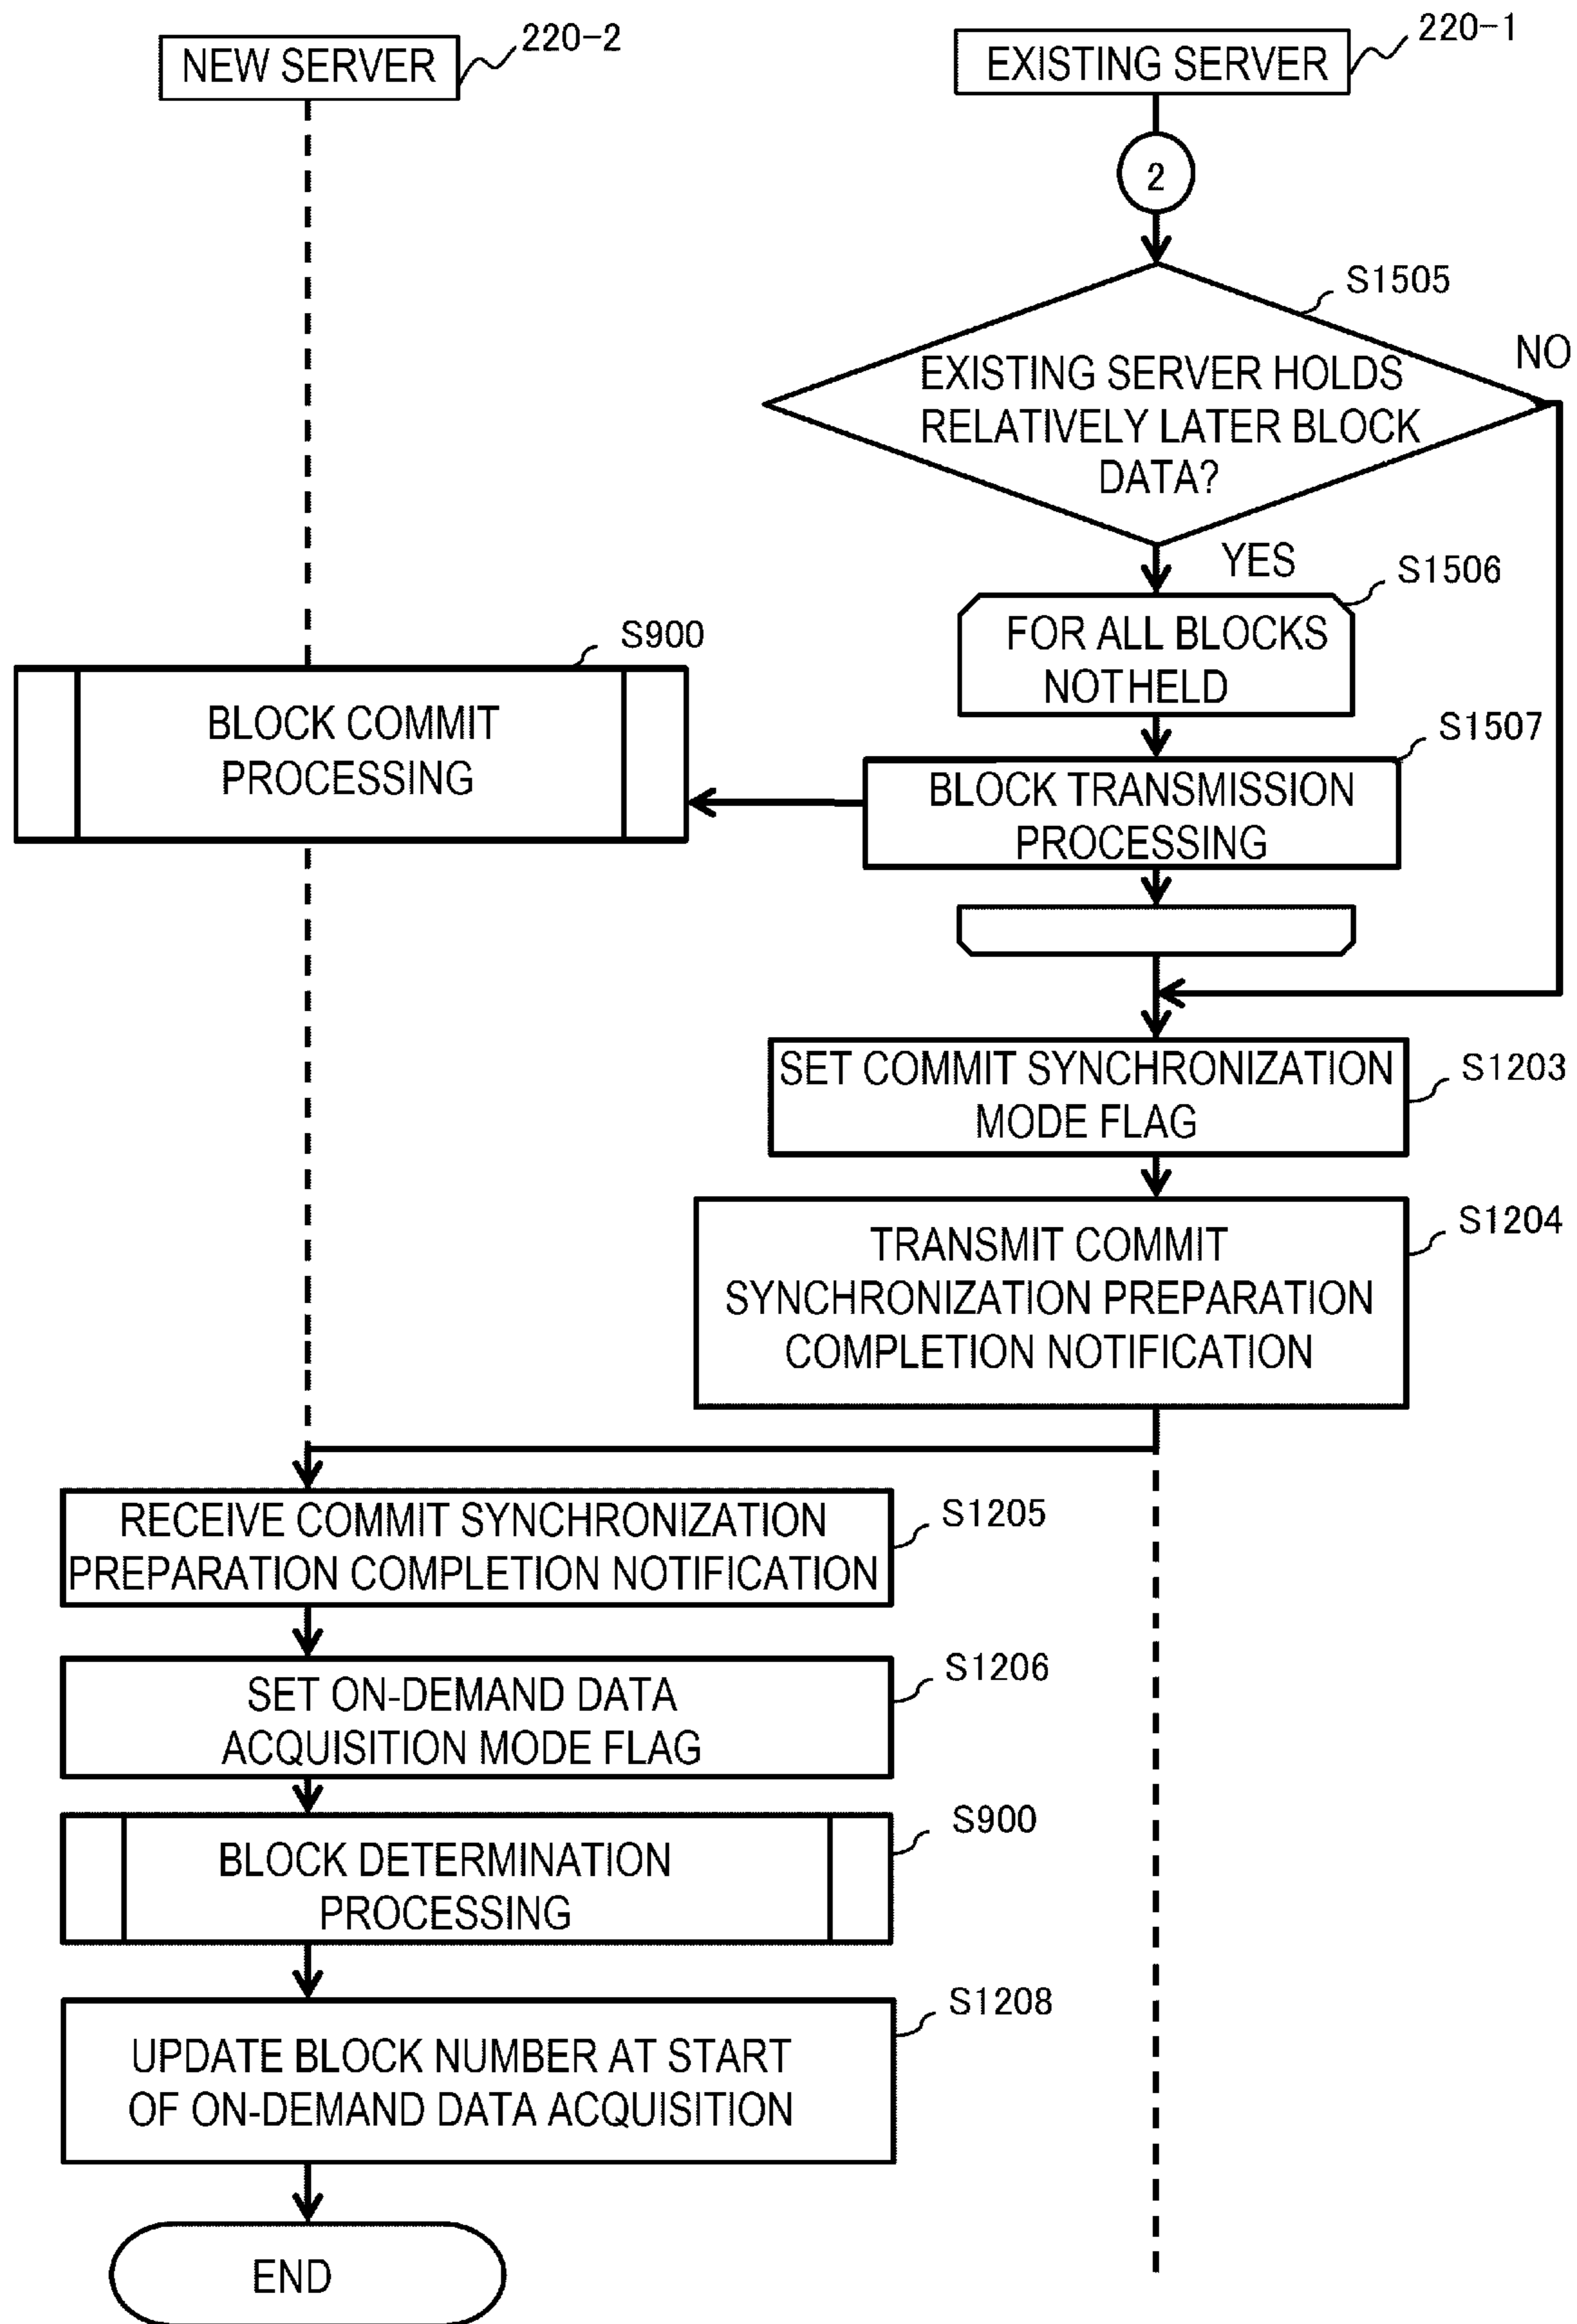 NEW SERVER
220-2
EXISTING SERVER
220-1
2
S1505
EXISTING SERVER HOLDS
RELATIVELY LATER BLOCK
DATA?
NO
YES
S1506
FOR ALL BLOCKS
NOT HELD
S900
BLOCK COMMIT
PROCESSING
S1507
BLOCK TRANSMISSION
PROCESSING
SET COMMIT SYNCHRONIZATION
MODE FLAG
S1203
TRANSMIT COMMIT
SYNCHRONIZATION PREPARATION
COMPLETION NOTIFICATION
S1204
RECEIVE COMMIT SYNCHRONIZATION
PREPARATION COMPLETION NOTIFICATION
S1205
SET ON-DEMAND DATA
ACQUISITION MODE FLAG
S1206
BLOCK DETERMINATION
PROCESSING
S900
UPDATE BLOCK NUMBER AT START
OF ON-DEMAND DATA ACQUISITION
S1208
END